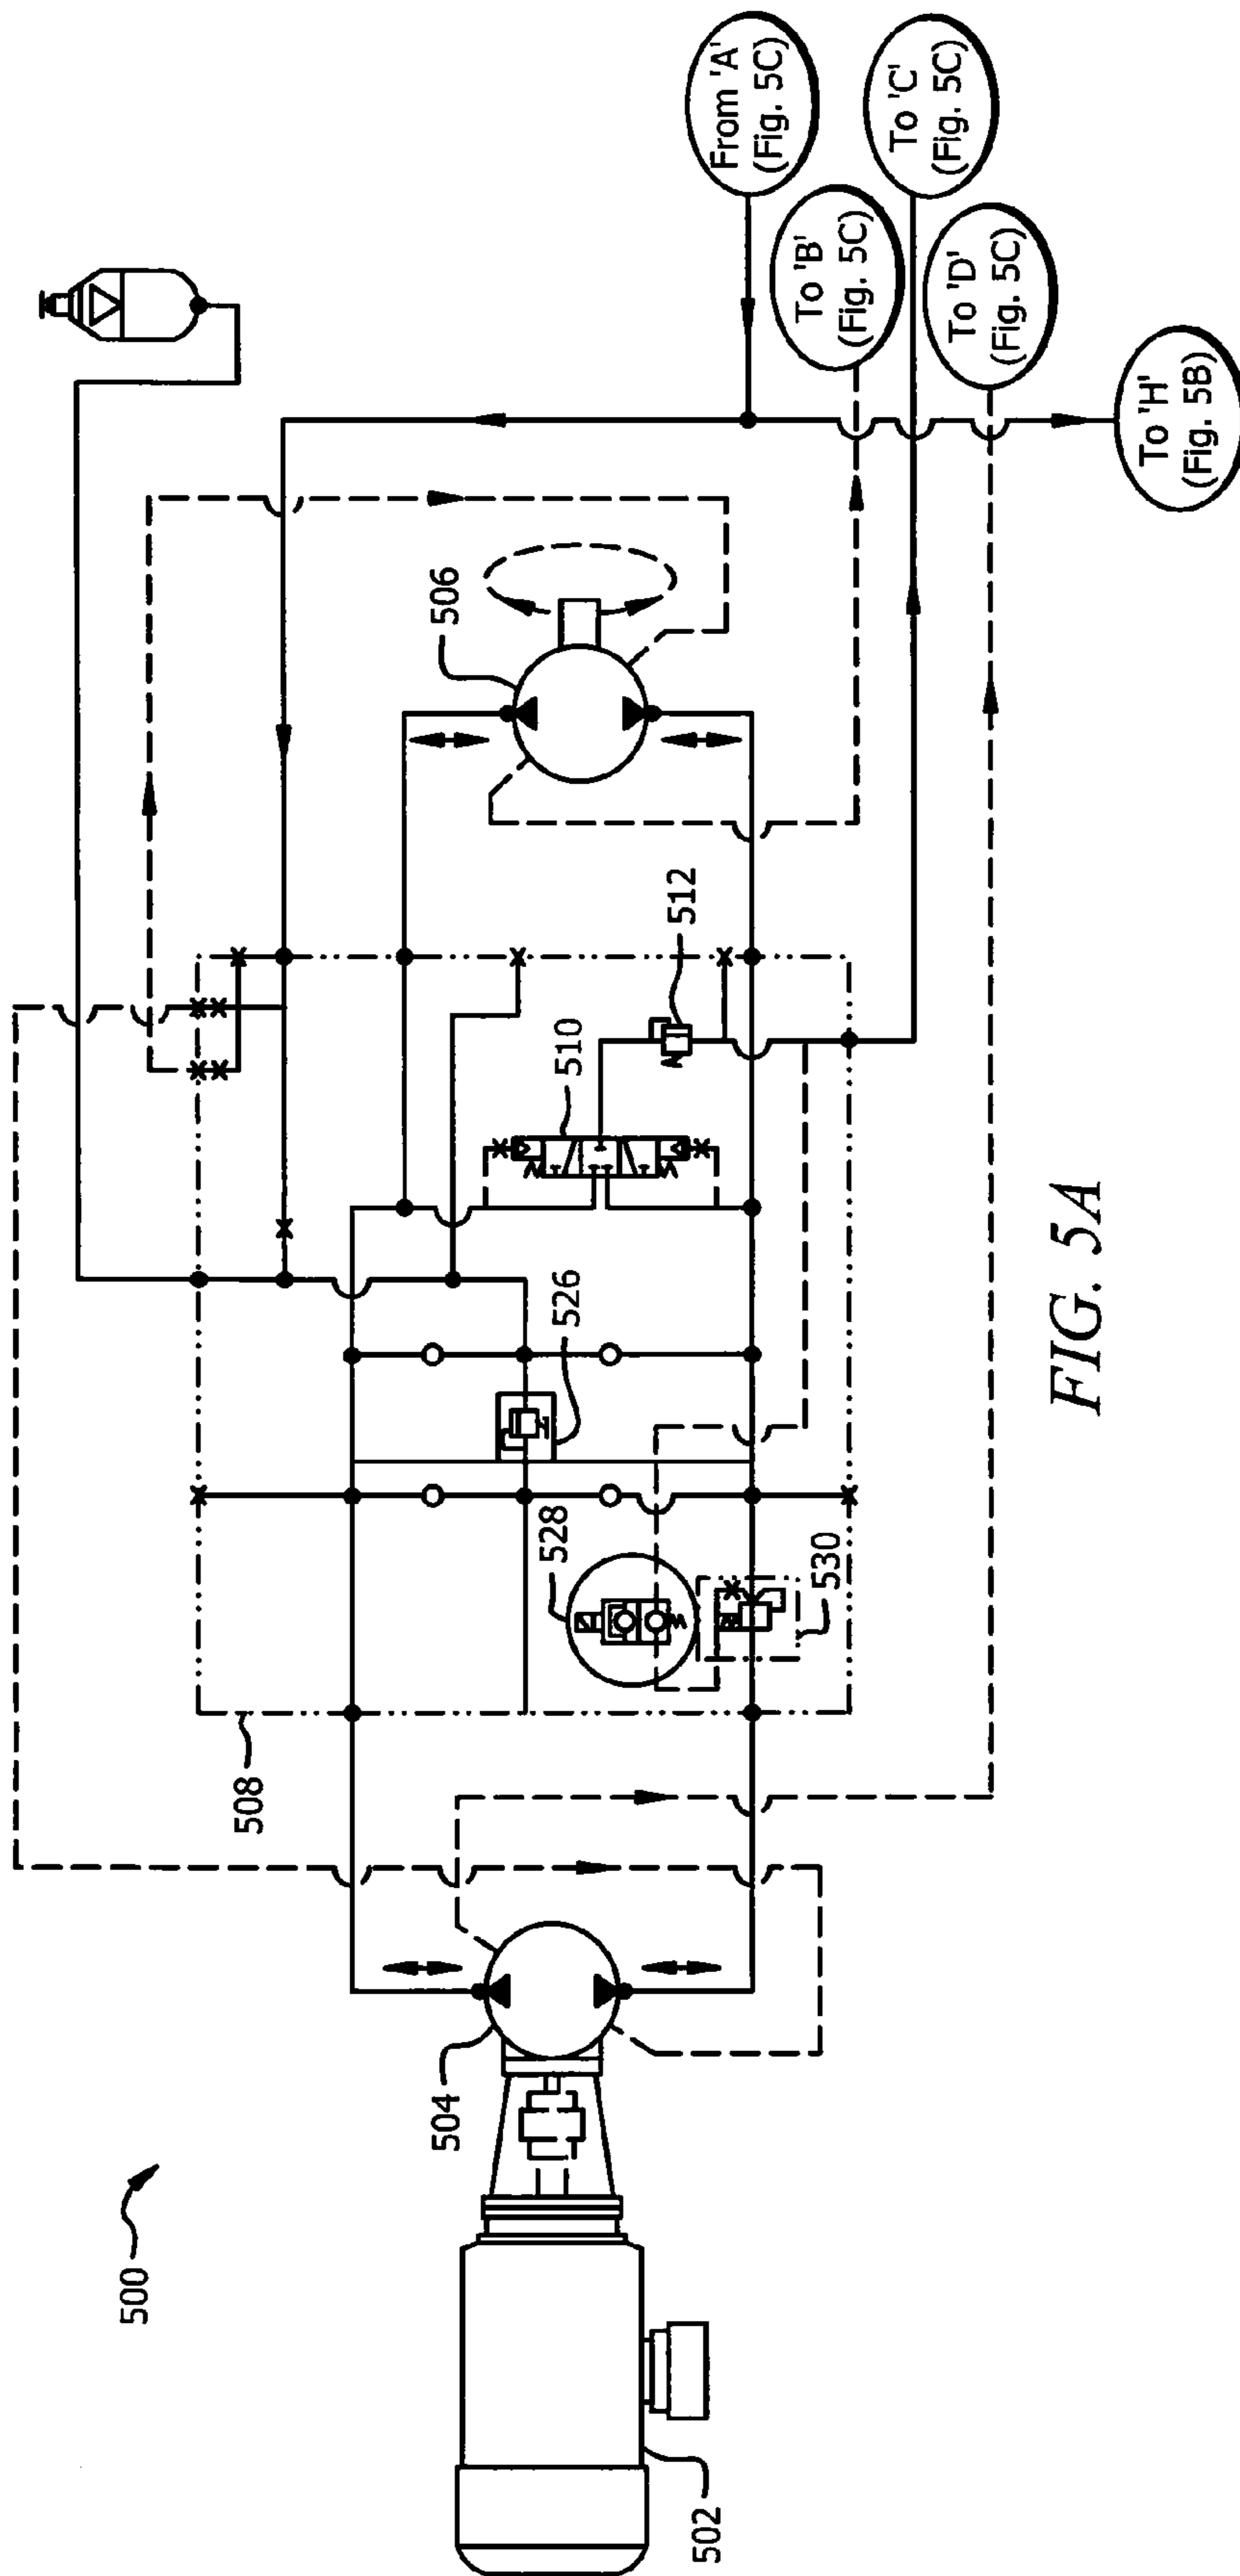 500
502
504
508
528
530
526
510
512
506
From 'A'
(Fig. 5C)
To 'B'
(Fig. 5C)
To 'C'
(Fig. 5C)
To 'D'
(Fig. 5C)
To 'H'
(Fig. 5B)
FIG. 5A